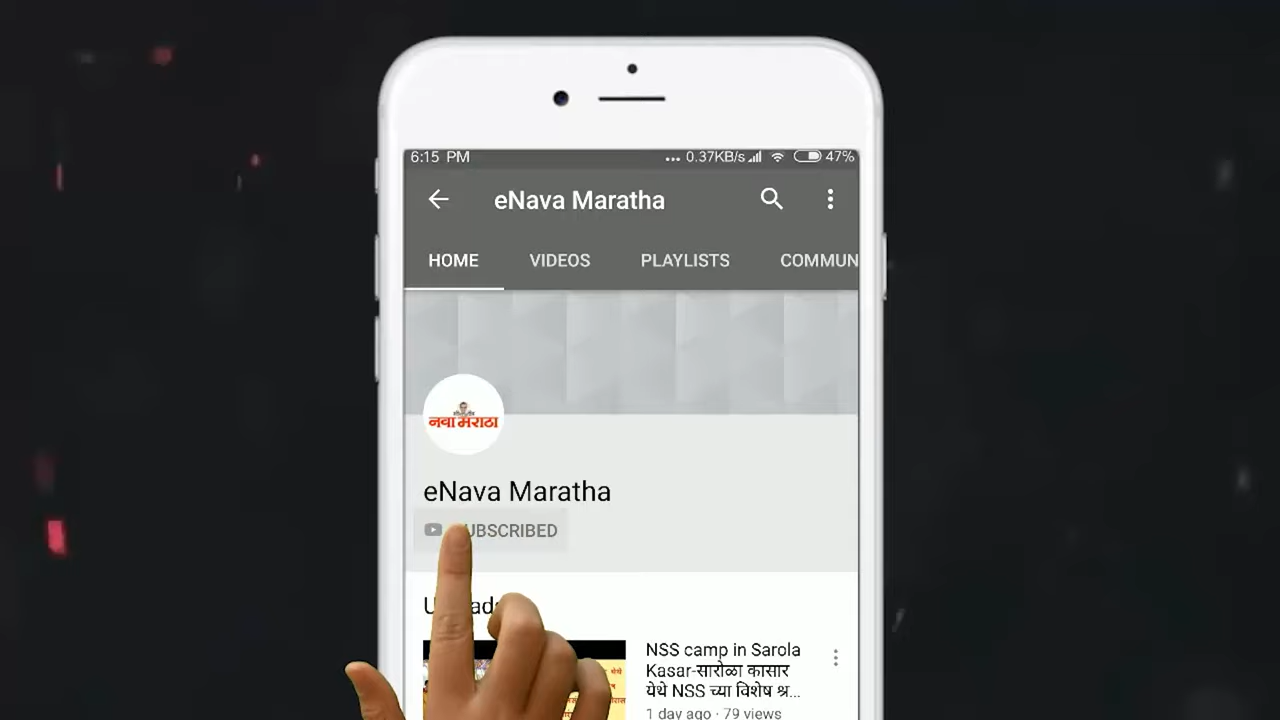 6:15 PM
... 0.37KB/s 47%
eNava Maratha
HOME VIDEOS PLAYLISTS COMMUN
नवा मराठा
eNava Maratha
UBSCRIBED
NSS camp in Sarola
Kasar-सारोळा कासार
येथे NSS च्या विशेष श्र...
1 day ago · 79 views